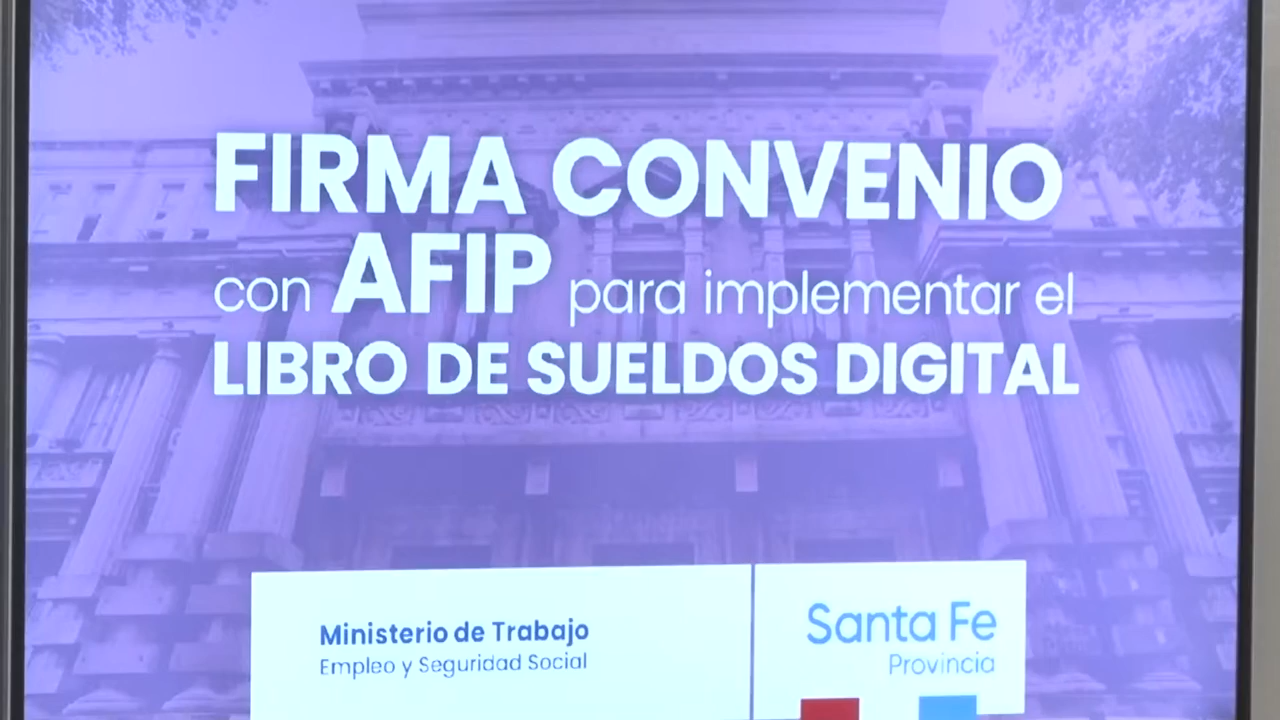 FIRMA CONVENIO
con AFIP para implementar el
LIBRO DE SUELDOS DIGITAL
Ministerio de Trabajo
Empleo y Seguridad Social
Santa Fe
Provincia